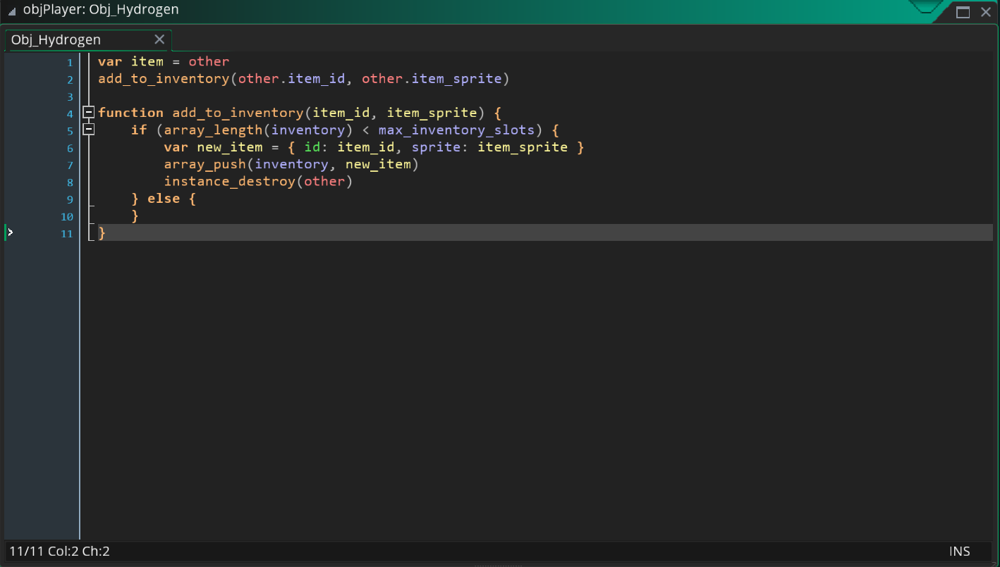 objPlayer: Obj_Hydrogen
Obj_Hydrogen
1 var item = other
2 add_to_inventory(other.item_id, other.item_sprite)
3
4 function add_to_inventory(item_id, item_sprite) {
5     if (array_length(inventory) < max_inventory_slots) {
6         var new_item = { id: item_id, sprite: item_sprite }
7         array_push(inventory, new_item)
8         instance_destroy(other)
9     } else {
10     }
11 }
11/11 Col:2 Ch:2 INS